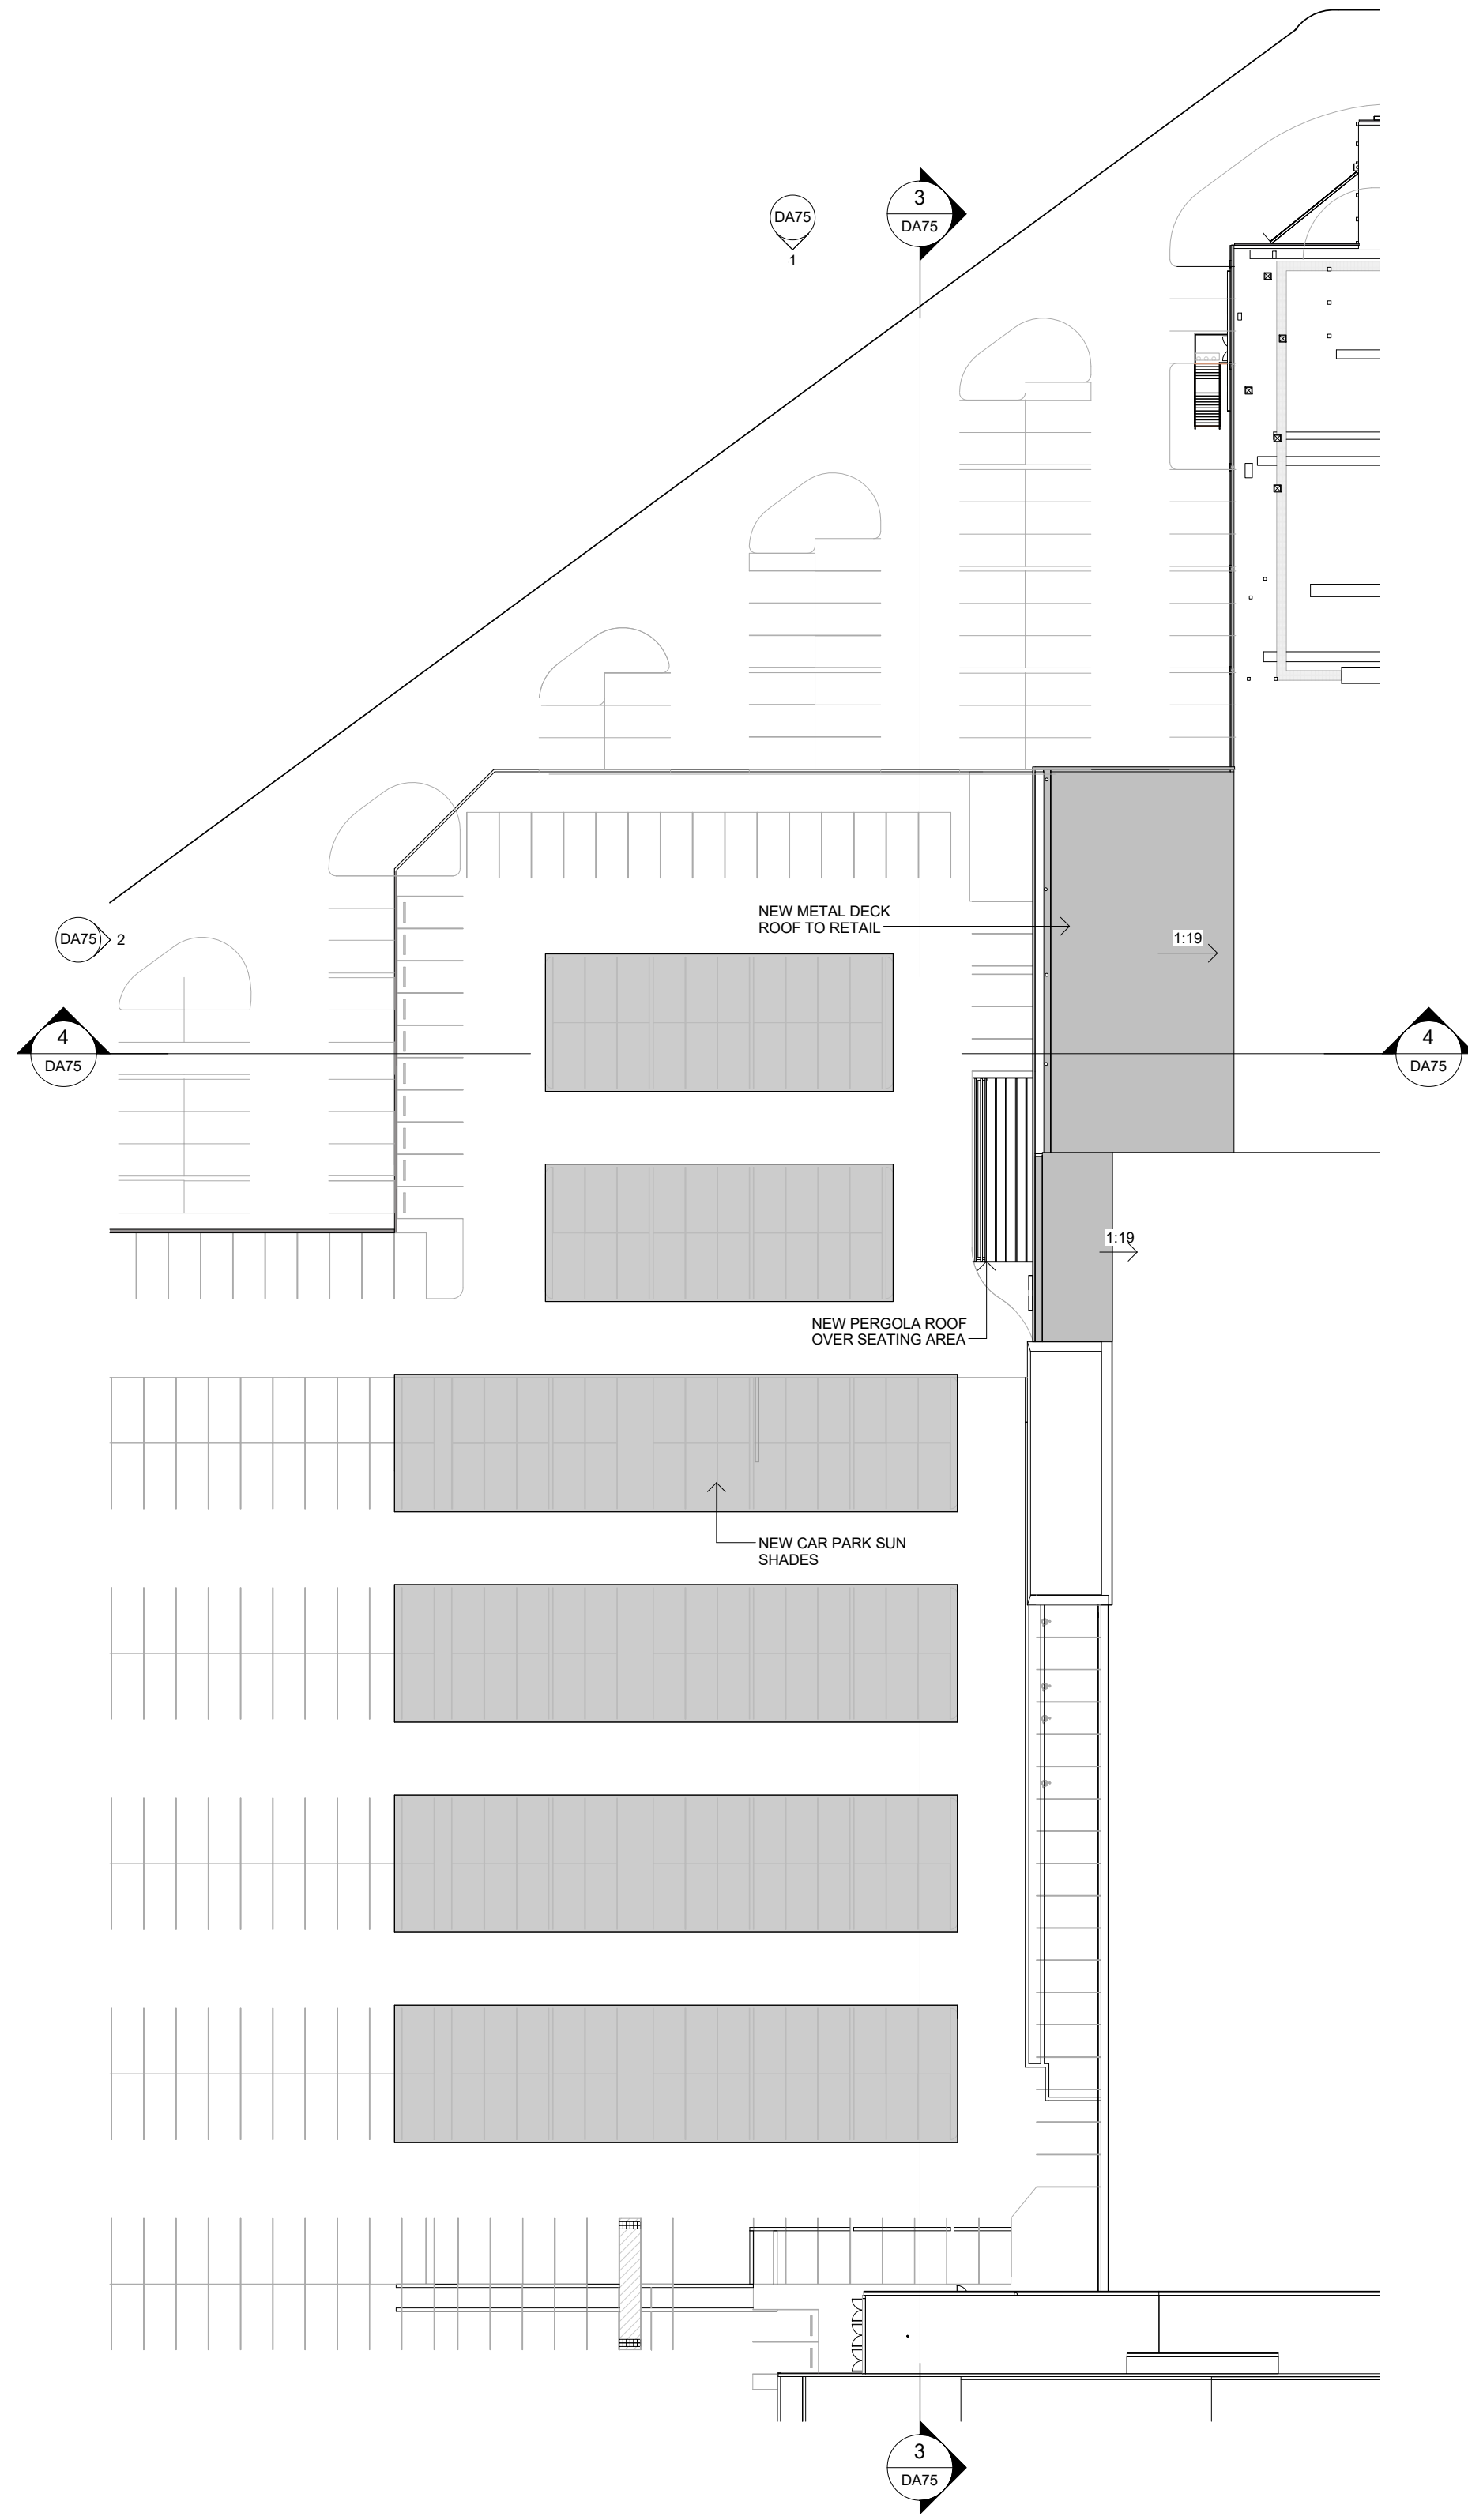 3
DA75
DA75
1
NEW METAL DECK
ROOF TO RETAIL
1:19
DA75
2
4
DA75
4
DA75
1:19
NEW PERGOLA ROOF
OVER SEATING AREA
NEW CAR PARK SUN
SHADES
3
DA75